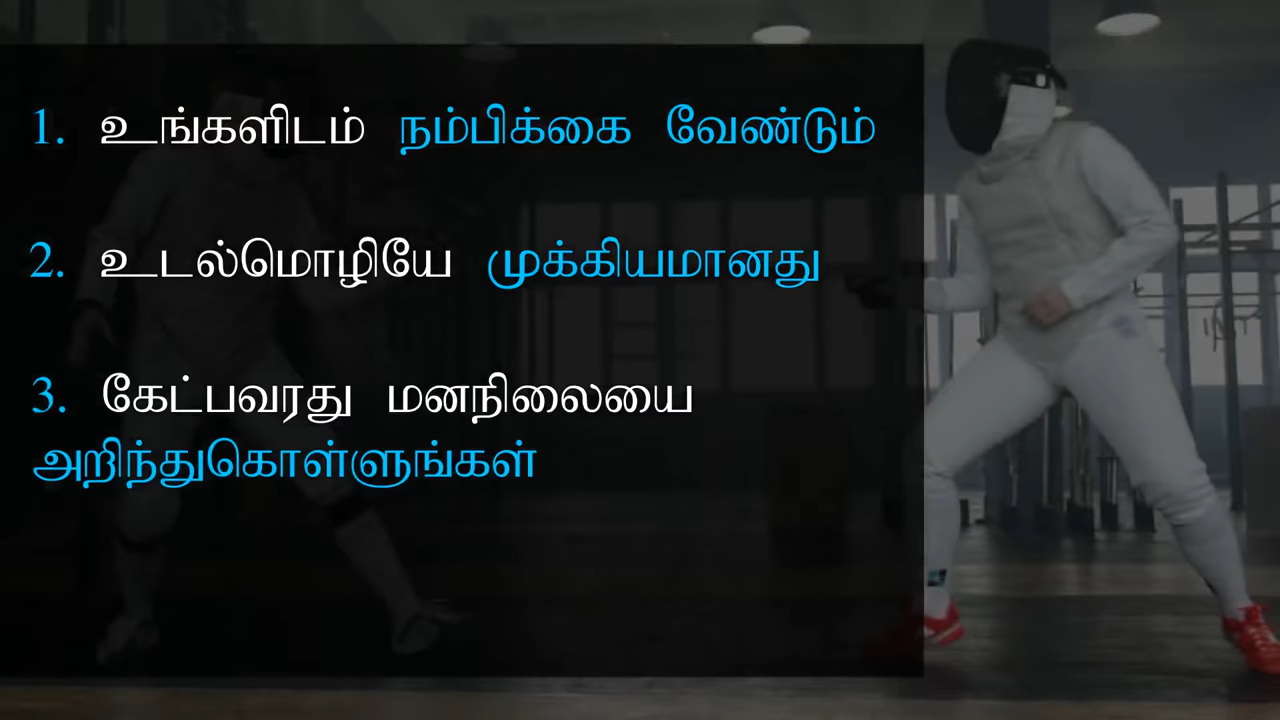 1. உங்களிடம் நம்பிக்கை வேண்டும்
2. உடல்மொழியே முக்கியமானது
3. கேட்பவரது மனநிலையை
அறிந்துகொள்ளுங்கள்